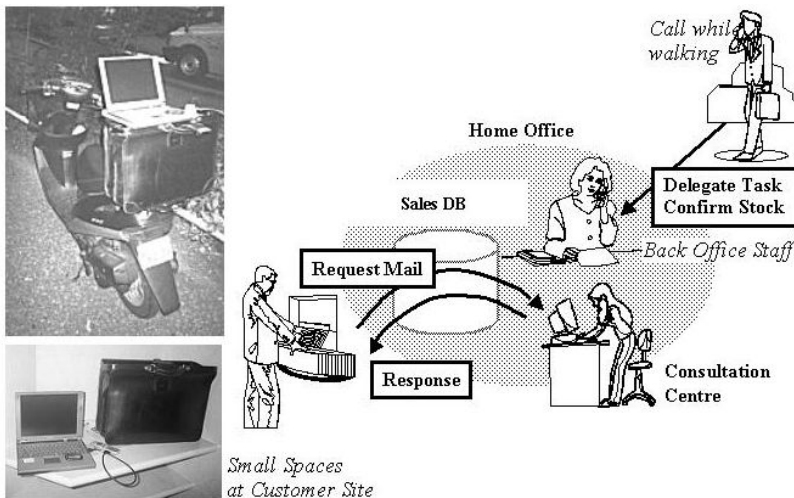 Call whil
walking
Home Office
Delegate Task
Confirm Stock
Sales DB
Back Office Staff
Request Mail
Response
Consultation
Centre
Small Spaces
at Customer Site